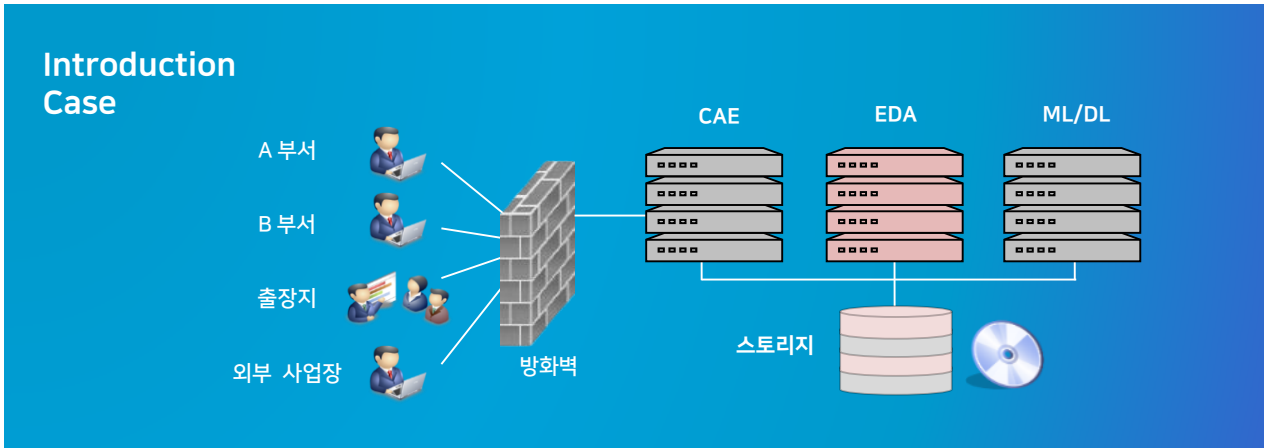 Introduction
Case
CAE
EDA
ML/DL
A 부서
B 부서
출장지
외부 사업장
방화벽
스토리지